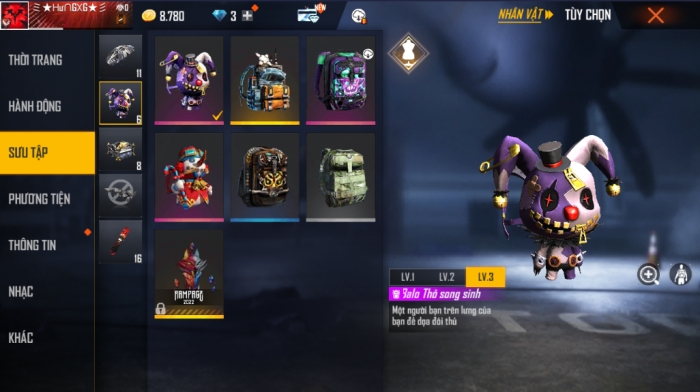 ★HưNGXG★
8.780
3
NEW
NHÂN VẬT
TÙY CHỌN
THỜI TRANG
HÀNH ĐỘNG
SƯU TẬP
PHƯƠNG TIỆN
THÔNG TIN
NHẠC
KHÁC
11
6
8
16
RAMPAGE
2022
LV.1
LV.2
LV.3
Balo Thỏ song sinh
Một người bạn trên lưng của
bạn để dọa đối thủ